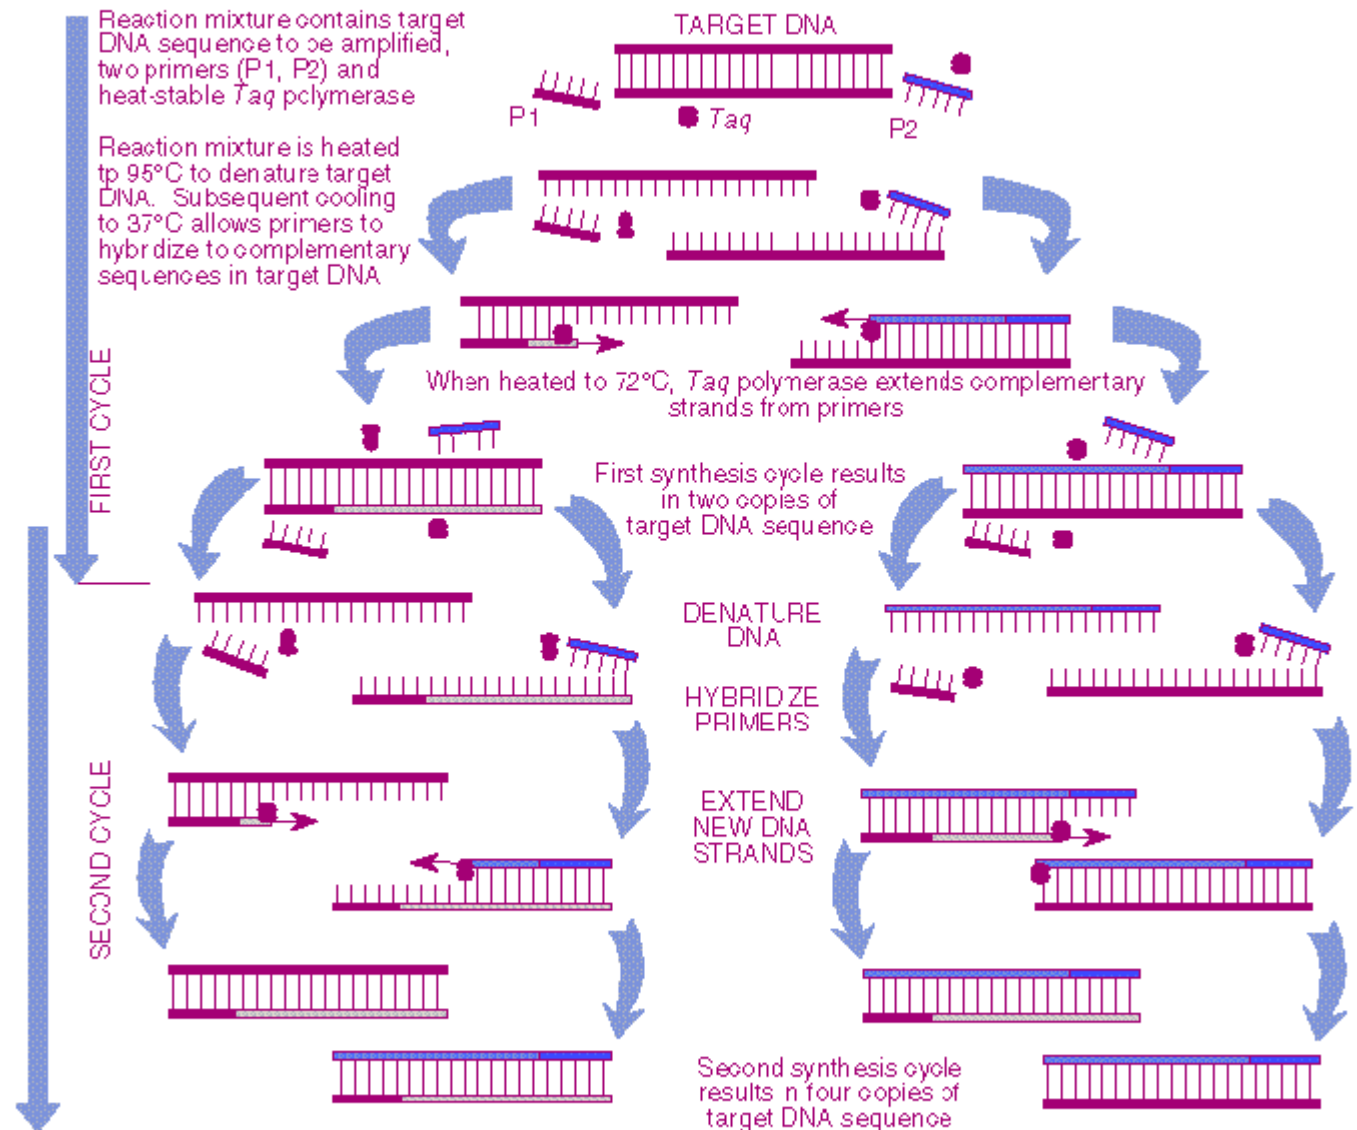 Reaction mixture contains target
DNA sequence to be amplified,
two primers (P1, P2) and
heat-stable Taq polymerase
TARGET DNA
P1
Taq
P2
Reaction mixture is heated
tp 95°C to denature target
DNA. Subsequent cooling
to 37°C allows primers to
hybridize to complementary
sequences in target DNA
FIRST CYCLE
When heated to 72°C, Taq polymerase extends complementary
strands from primers
First synthesis cycle results
in two copies of
target DNA sequence
DENATURE
DNA
HYBRIDZE
PRIMERS
SECOND CYCLE
EXTEND
NEW DNA
STRANDS
Second synthesis cycle
results in four copies of
target DNA sequence